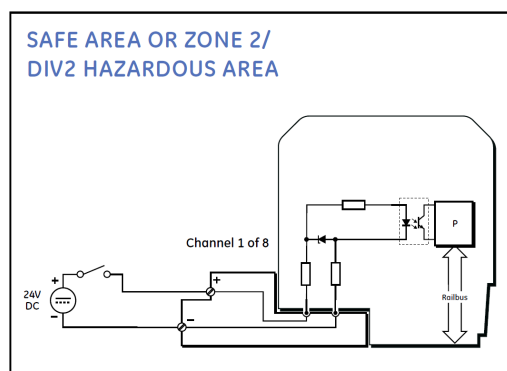 SAFE AREA OR ZONE 2/
DIV2 HAZARDOUS AREA
P
Channel 1 of 8
+
+
24V
DC
Railbus
–
–